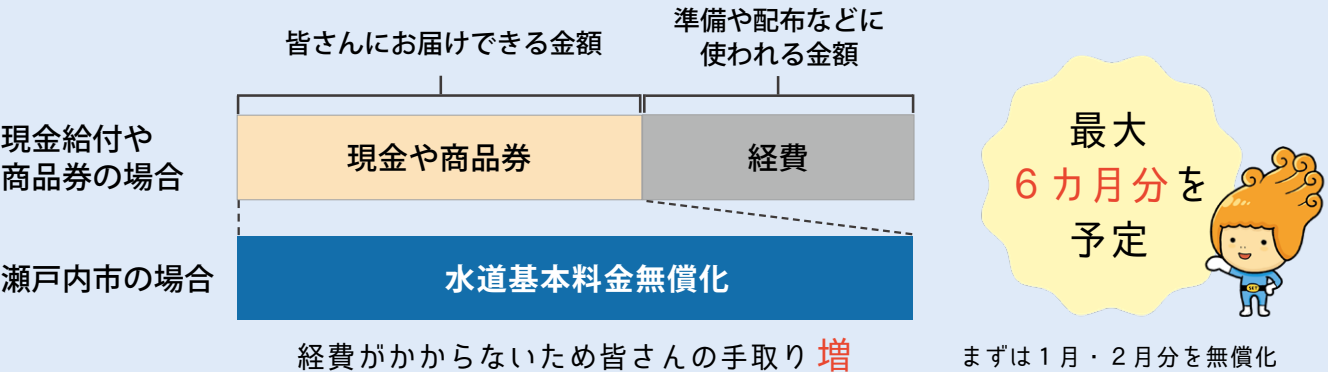 皆さんにお届けできる金額
準備や配布などに
使われる金額
現金給付や
商品券の場合
現金や商品券
経費
瀬戸内市の場合
水道基本料金無償化
経費がかからないため皆さんの手取り増
最大
６カ月分を
予定
まずは１月・２月分を無償化